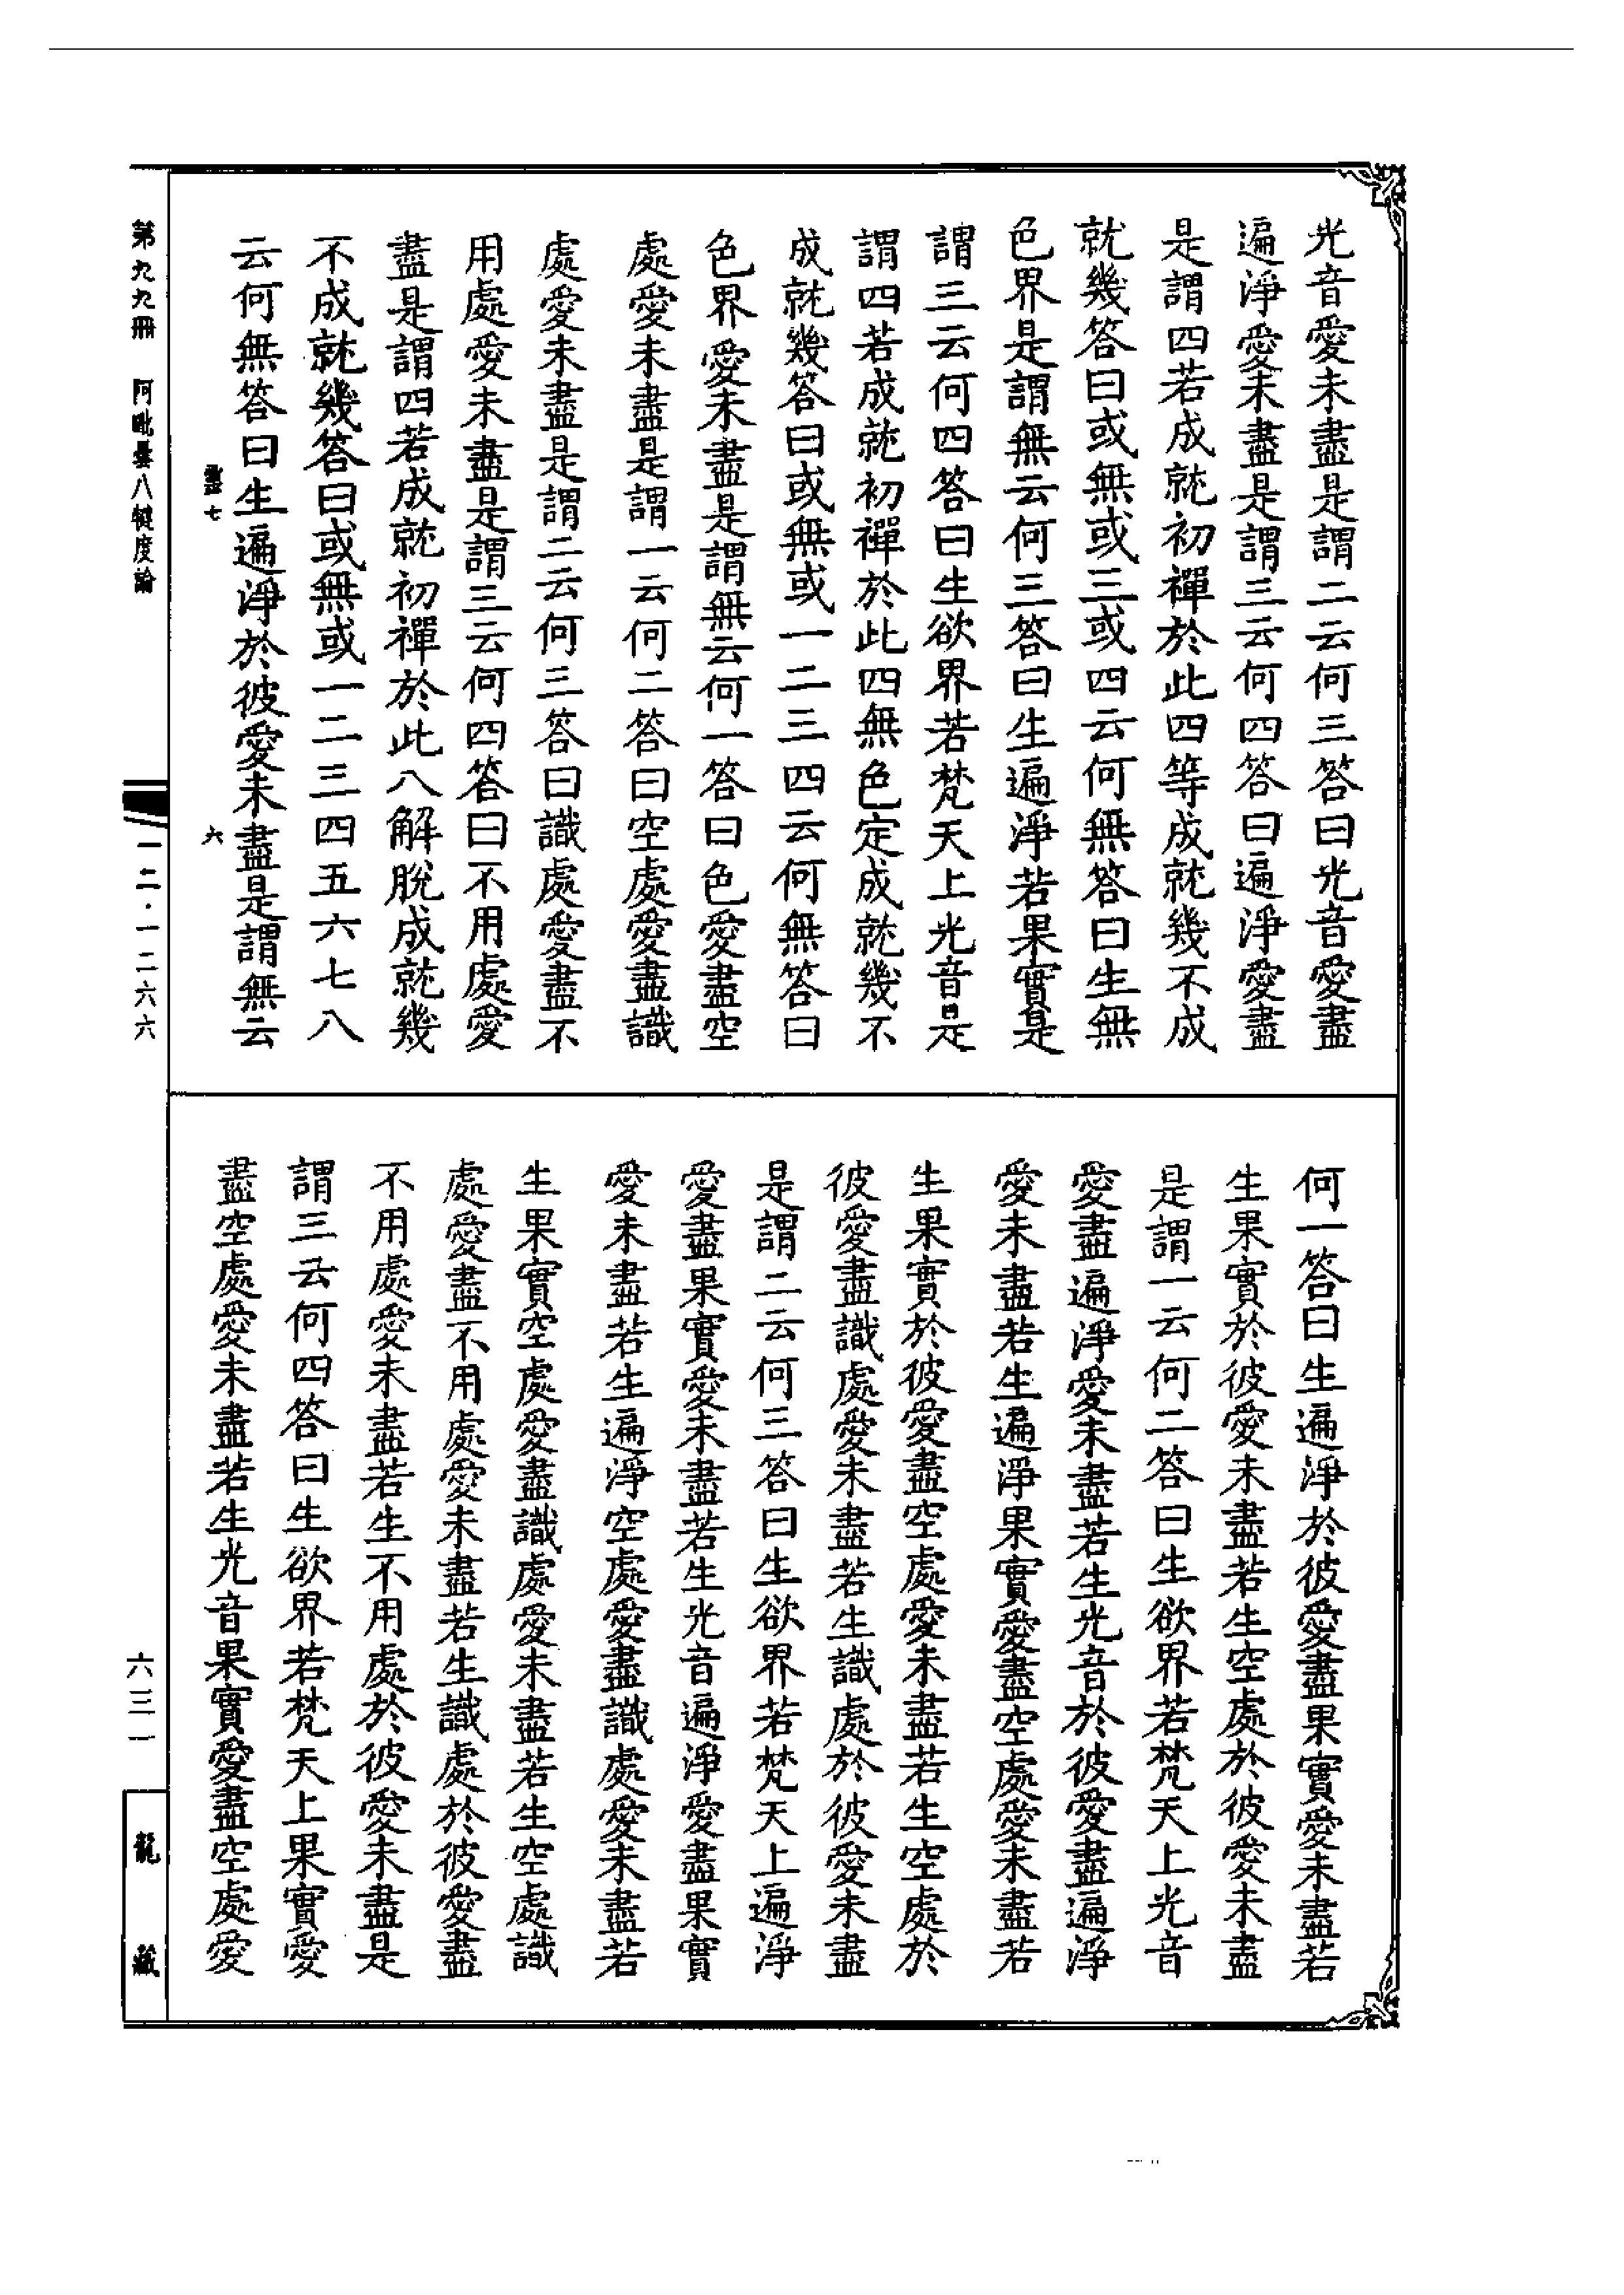 光音愛未盡是謂二云何三答曰光音愛盡
遍淨愛未盡是謂三云何四答曰遍淨愛盡
是謂四若成就初禪於此四等成就幾不成
就幾答曰或無或三或四云何無答曰生無
色界是謂無云何三答曰生遍淨若果實是
謂三云何四答曰生欲界若梵天上光音是
謂四若成就初禪於此四無色定成就幾不
成就幾答曰或無或一二三四云何無答曰
色界愛未盡是謂無云何一答曰色愛盡空
處愛未盡是謂一云何二答曰空處愛盡識
處愛未盡是謂二云何三答曰識處愛盡不
用處愛未盡是謂三云何四答曰不用處愛
盡是謂四若成就初禪於此八解脫成就幾
不成就幾答曰或無或一二三四五六七八
云何無答曰生遍淨於彼愛未盡是謂無云
何一答曰生遍淨於彼愛盡果實愛未盡若
生果實於彼愛未盡若生空處於彼愛未盡
是謂一云何二答曰生欲界若梵天上光音
愛盡遍淨愛未盡若生光音於彼愛盡遍淨
愛未盡若生遍淨果實愛盡空處愛未盡若
生果實於彼愛盡空處愛未盡若生空處於
彼愛盡識處愛未盡若生識處於彼愛未盡
是謂二云何三答曰生欲界若梵天上遍淨
愛盡果實愛未盡若生光音遍淨愛盡果實
愛未盡若生遍淨空處愛盡識處愛未盡若
生果實空處愛盡識處愛未盡若生空處識
處愛盡不用處愛未盡若生識處於彼愛盡
不用處愛未盡若生不用處於彼愛未盡是
謂三云何四答曰生欲界若梵天上果實愛
盡空處愛未盡若生光音果實愛盡空處愛
七
六
第九九冊 阿毗曇八犍度論
一二·一二六六
六三一
龍藏